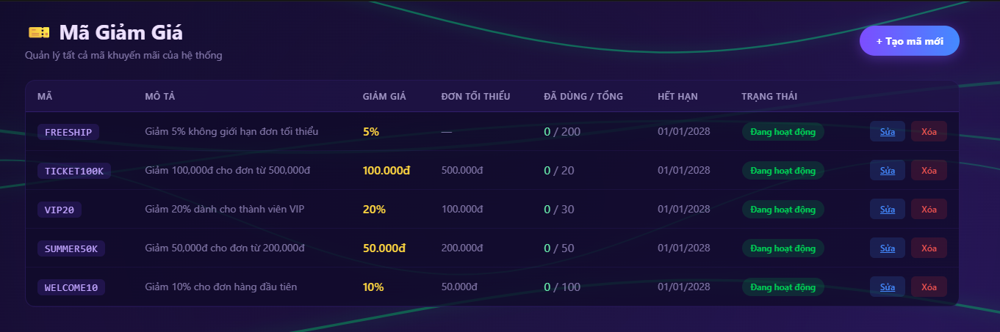 Mã Giảm Giá
Quản lý tất cả mã khuyến mãi của hệ thống
+ Tạo mã mới
MÃ MÔ TẢ GIẢM GIÁ ĐƠN TỐI THIỂU ĐÃ DÙNG / TỔNG HẾT HẠN TRẠNG THÁI
FREESHIP Giảm 5% không giới hạn đơn tối thiểu 5% — 0 / 200 01/01/2028 Đang hoạt động Sửa Xóa
TICKET100K Giảm 100,000đ cho đơn từ 500,000đ 100.000đ 500.000đ 0 / 20 01/01/2028 Đang hoạt động Sửa Xóa
VIP20 Giảm 20% dành cho thành viên VIP 20% 100.000đ 0 / 30 01/01/2028 Đang hoạt động Sửa Xóa
SUMMER50K Giảm 50,000đ cho đơn từ 200,000đ 50.000đ 200.000đ 0 / 50 01/01/2028 Đang hoạt động Sửa Xóa
WELCOME10 Giảm 10% cho đơn hàng đầu tiên 10% 50.000đ 0 / 100 01/01/2028 Đang hoạt động Sửa Xóa